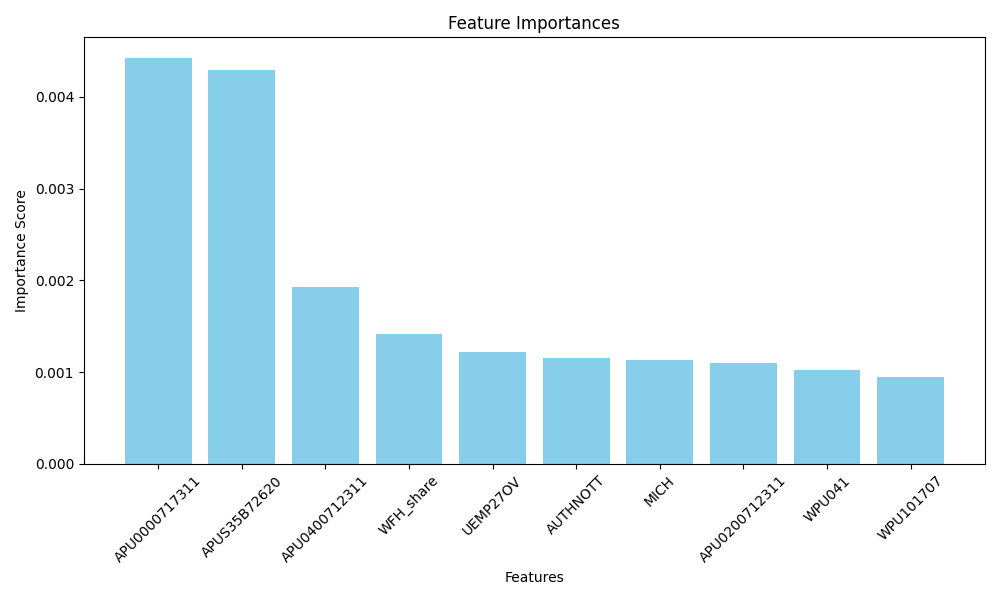 Feature Importances
Importance Score
0.004
0.003
0.002
0.001
0.000
APU0000717311
APUS35B72620
APU0400712311
WFH_share
UEMP27OV
AUTHNOTT
MICH
APU0200712311
WPU041
WPU101707
Features